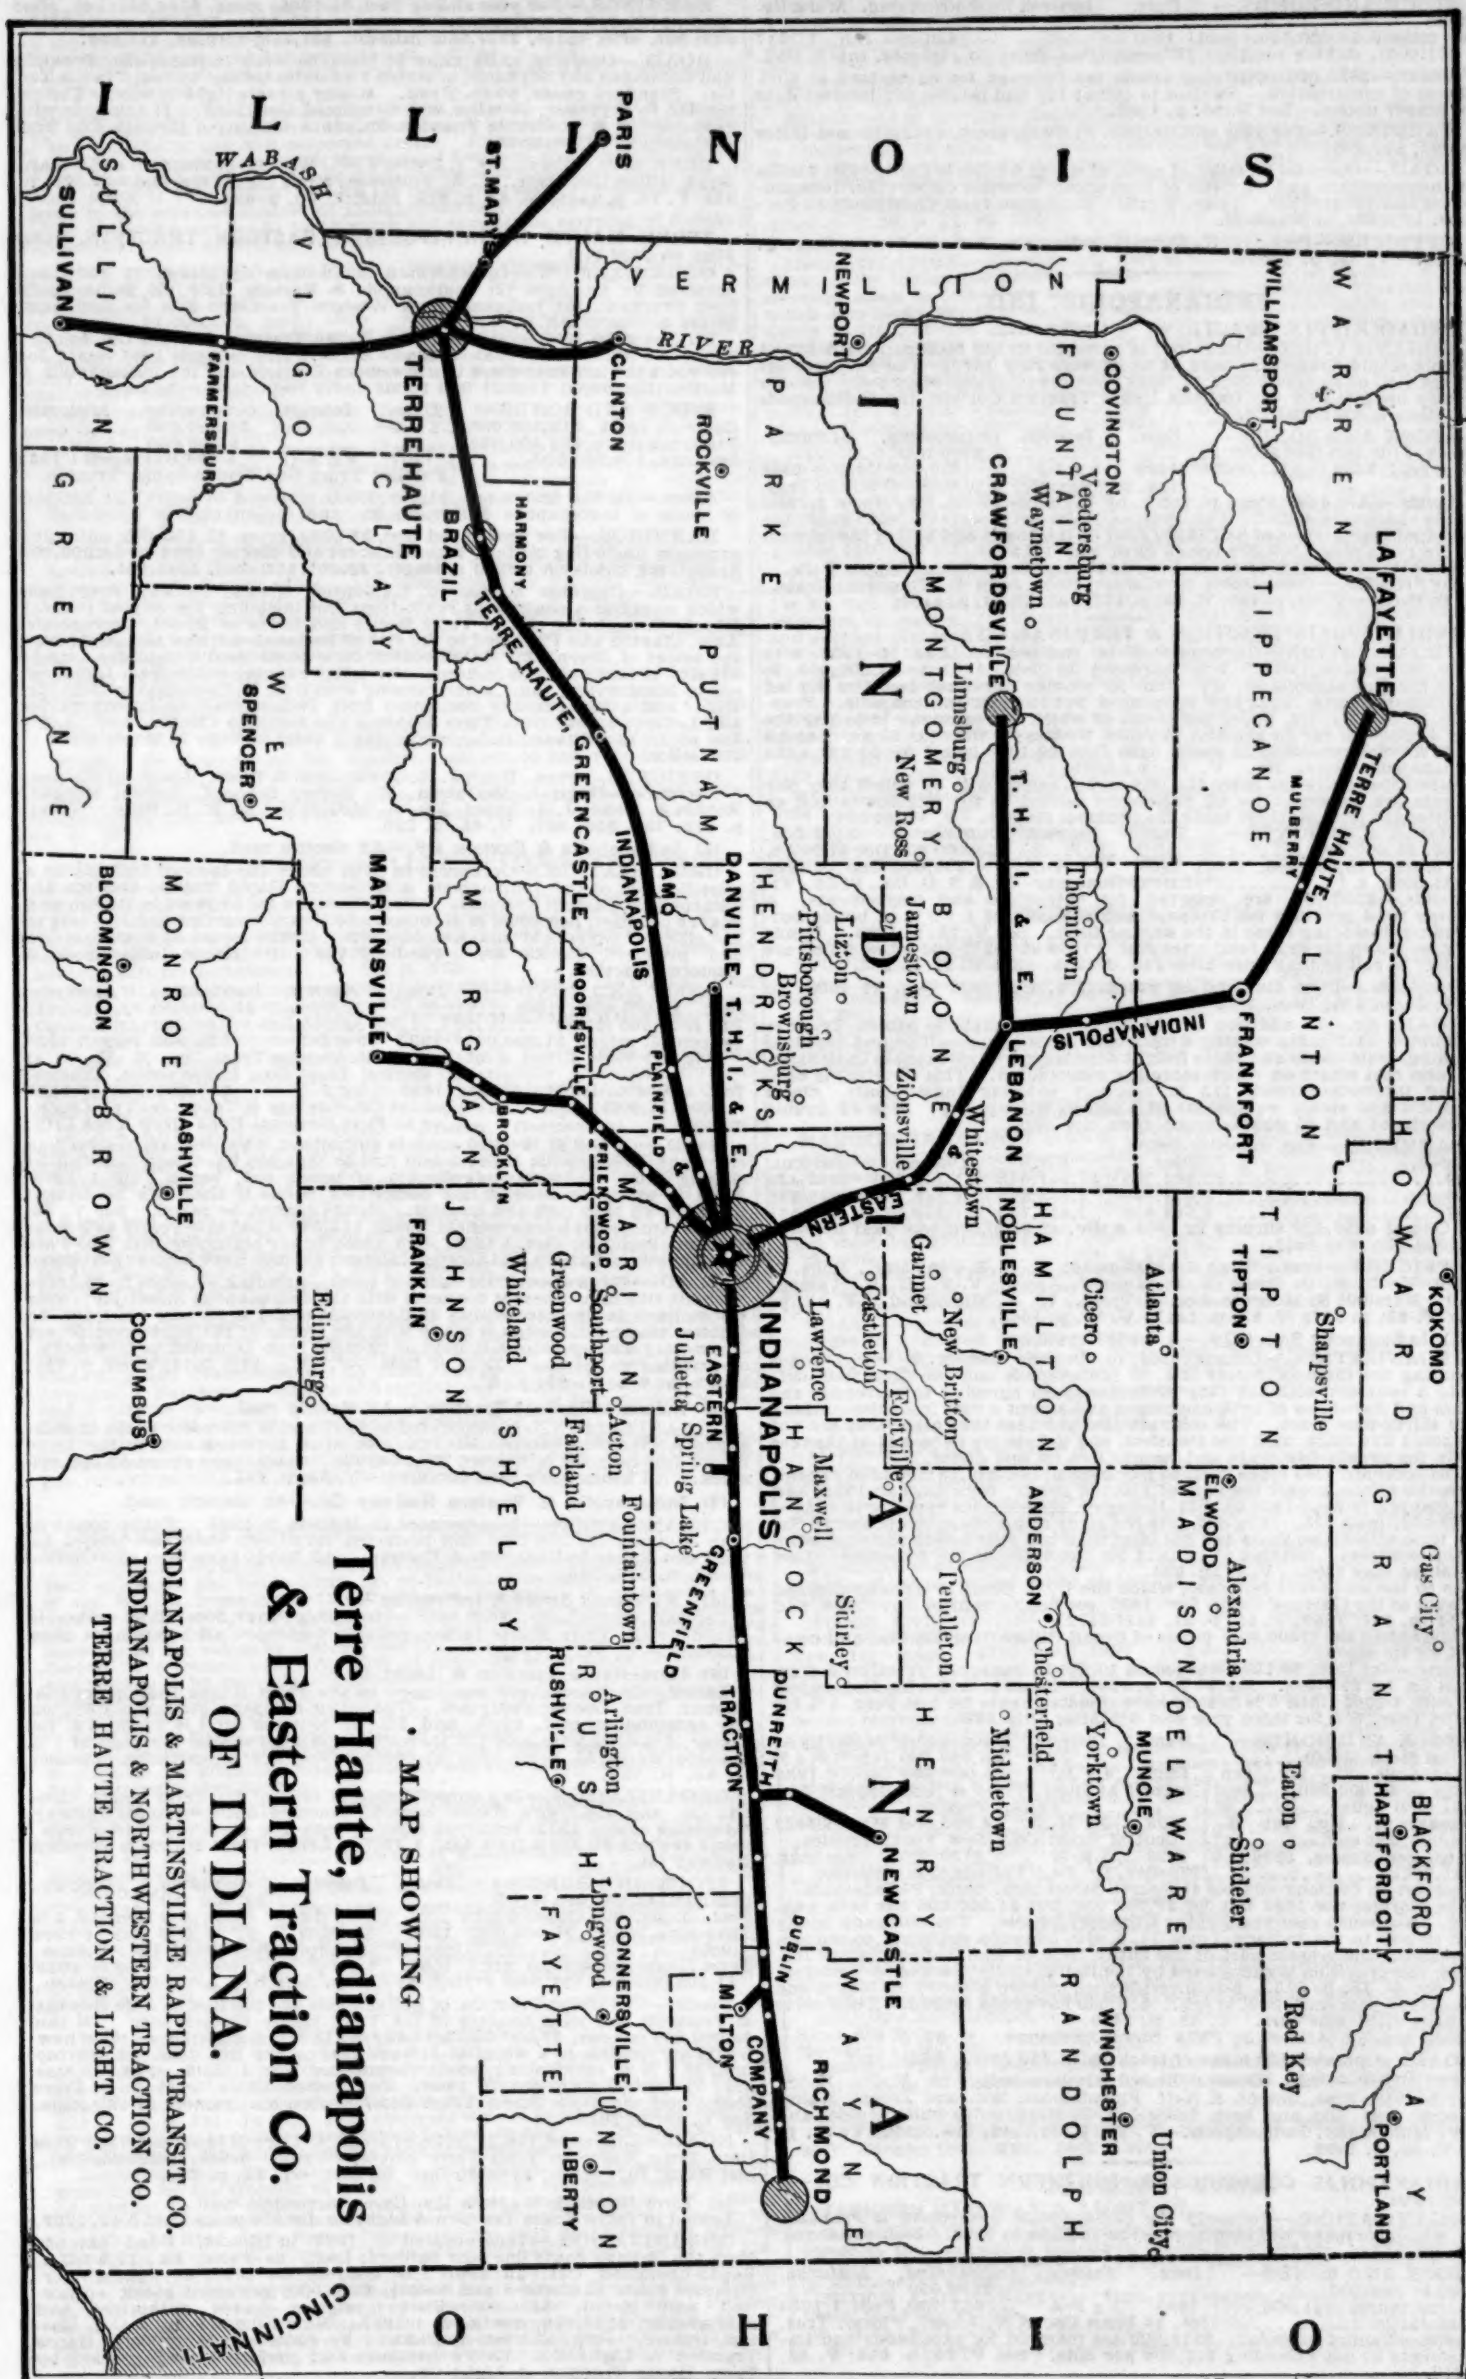 MAP SHOWING
Terre Haute, Indianapolis
& Eastern Traction Co.
OF INDIANA.
INDIANAPOLIS & MARTINSVILLE RAPID TRANSIT CO.
INDIANAPOLIS & NORTHWESTERN TRACTION CO.
TERRE HAUTE TRACTION & LIGHT CO.
ILLINOIS
INDIANA
OHIO
WARREN
WILLIAMSPORT
LA FAYETTE
TIPPECANOE
MULBERRY
TERRE HAUTE,
CLINTON
FRANKFORT
HOWARD
KOKOMO
TIPTON
TIPTON
Sharpsville
GRANT
Gas City
BLACKFORD
HARTFORD CITY
JAY
PORTLAND
Red Key
VERMILLION
NEWPORT
FOUNTAIN
COVINGTON
Veedersburg
Waynetown
CRAWFORDSVILLE
MONTGOMERY
Linnsburg
New Ross
T. H. I. & E.
Thorntown
BOONE
Jamestown
LEBANON
INDIANAPOLIS
Whitestown
Zionsville
&
EASTERN
HAMILTON
NOBLESVILLE
Atlanta
Cicero
Garmet
New Britton
Castleton
Fortville
MADISON
ELWOOD
Alexandria
ANDERSON
Chesterfield
Pendleton
DELAWARE
MUNCIE
Yorktown
Eaton
Shideler
Middletown
RANDOLPH
WINCHESTER
Union City
PARIS
ST. MARYS
CLINTON
WABASH
RIVER
PARKE
ROCKVILLE
VIGO
TERRE HAUTE
CLAY
BRAZIL
HARMONY
TERRE HAUTE,
GREENCASTLE
INDIANAPOLIS
PUTNAM
AMO
DANVILLE
T. H. I. & E.
HENDRICKS
Lizton
Pittsborough
Brownsburg
PLAINFIELD
&
INDIANAPOLIS
MARION
Lawrence
Julietta
Southport
Acton
EASTERN
HANCOCK
Maxwell
Spring Lake
GREENFIELD
HENRY
DUNREITH
TRACTION
NEW CASTLE
DUBLIN
MILTON
COMPANY
WAYNE
RICHMOND
SULLIVAN
SULLIVAN
FARMERSBURG
GREENE
OWEN
SPENCER
MORGAN
MARTINSVILLE
MOORESVILLE
BROOKLYN
FRIENDWOOD
MONROE
BLOOMINGTON
BROWN
NASHVILLE
JOHNSON
FRANKLIN
Greenwood
Whiteland
Edinburg
COLUMBUS
SHELBY
Fairland
Fountaintown
RUSH
RUSHVILLE
Arlington
Longwood
FAYETTE
CONNERSVILLE
UNION
LIBERTY
CINCINNATI